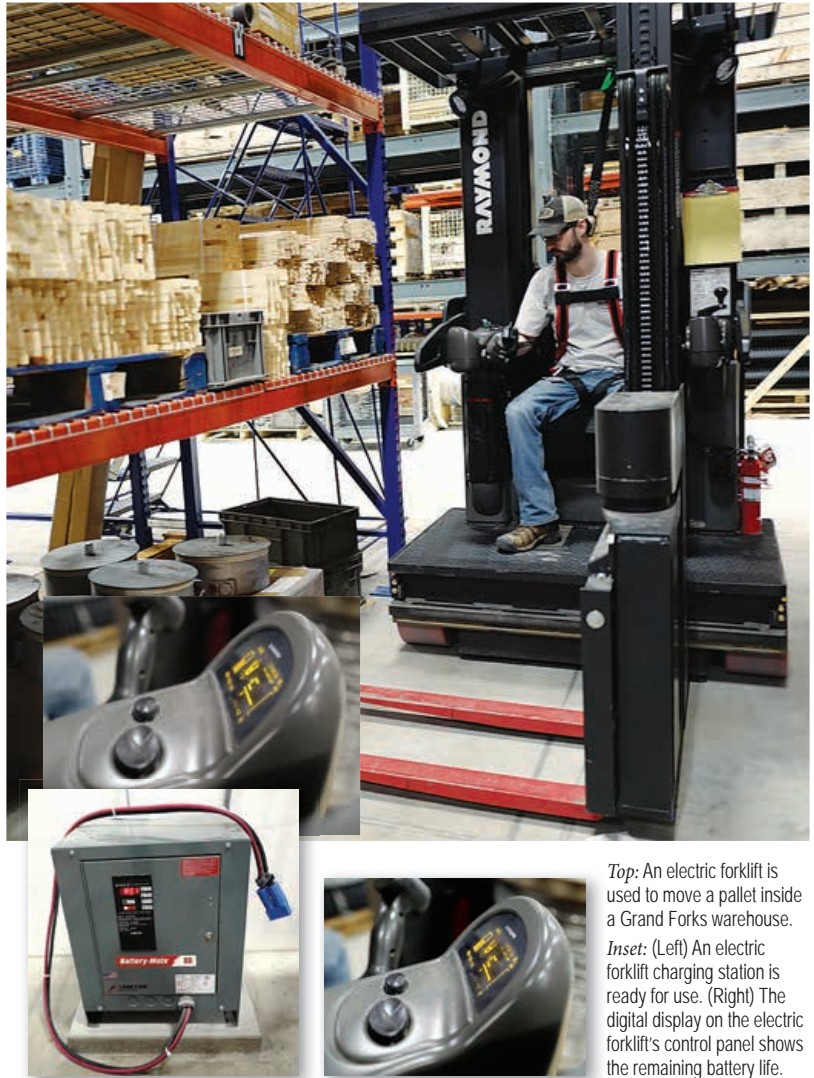 RAYMOND
Battery-Mate 80
Top: An electric forklift is
used to move a pallet inside
a Grand Forks warehouse.
Inset: (Left) An electric
forklift charging station is
ready for use. (Right) The
digital display on the electric
forklift's control panel shows
the remaining battery life.